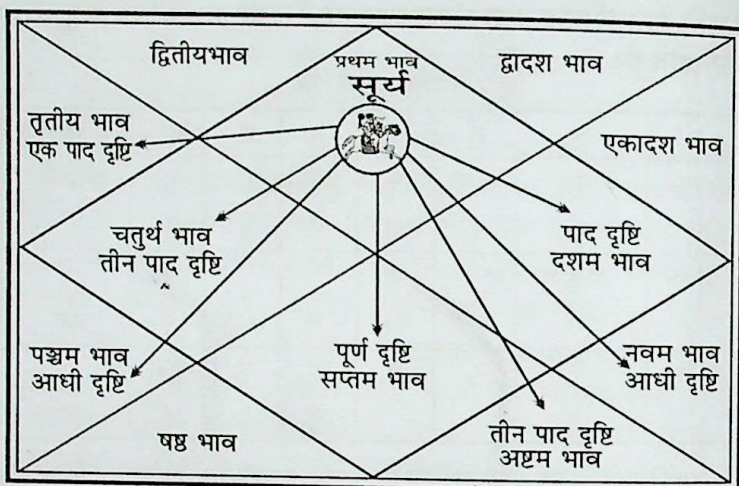 द्वितीयभाव
प्रथम भाव
सूर्य
द्वादश भाव
तृतीय भाव
एक पाद दृष्टि
एकादश भाव
चतुर्थ भाव
तीन पाद दृष्टि
पाद दृष्टि
दशम भाव
पञ्चम भाव
आधी दृष्टि
पूर्ण दृष्टि
सप्तम भाव
नवम भाव
आधी दृष्टि
षष्ठ भाव
तीन पाद दृष्टि
अष्टम भाव